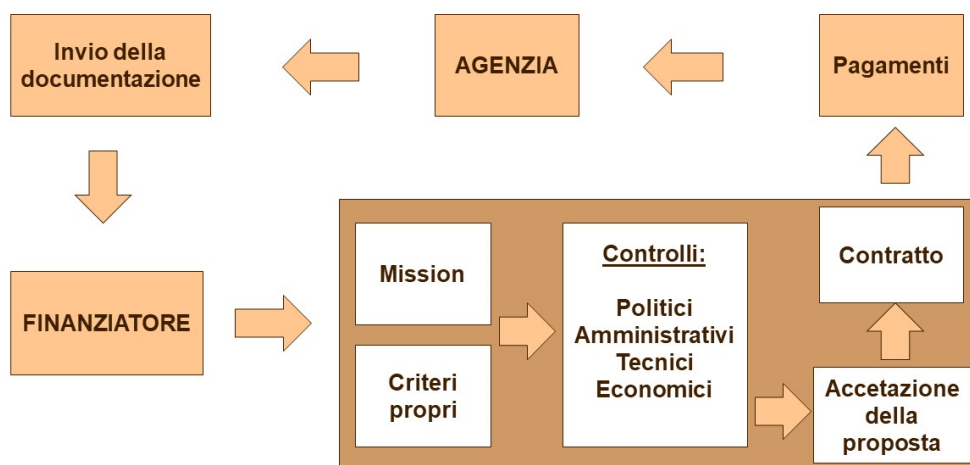 Invio della
documentazione
AGENZIA
Pagamenti
FINANZIATORE
Mission
Criteri
propri
Controlli:
Politici
Amministrativi
Tecnici
Economici
Contratto
Accetazione
della
proposta